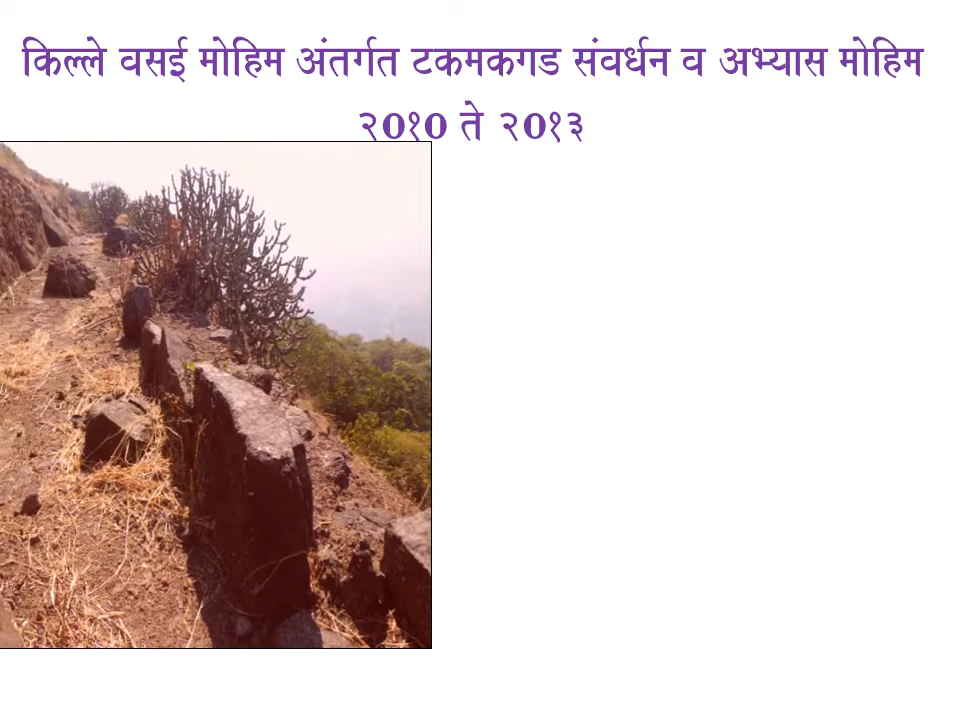 किल्ले वसई मोहिम अंतर्गत टकमकगड संवर्धन व अभ्यास मोहिम
२०१० ते २०१३